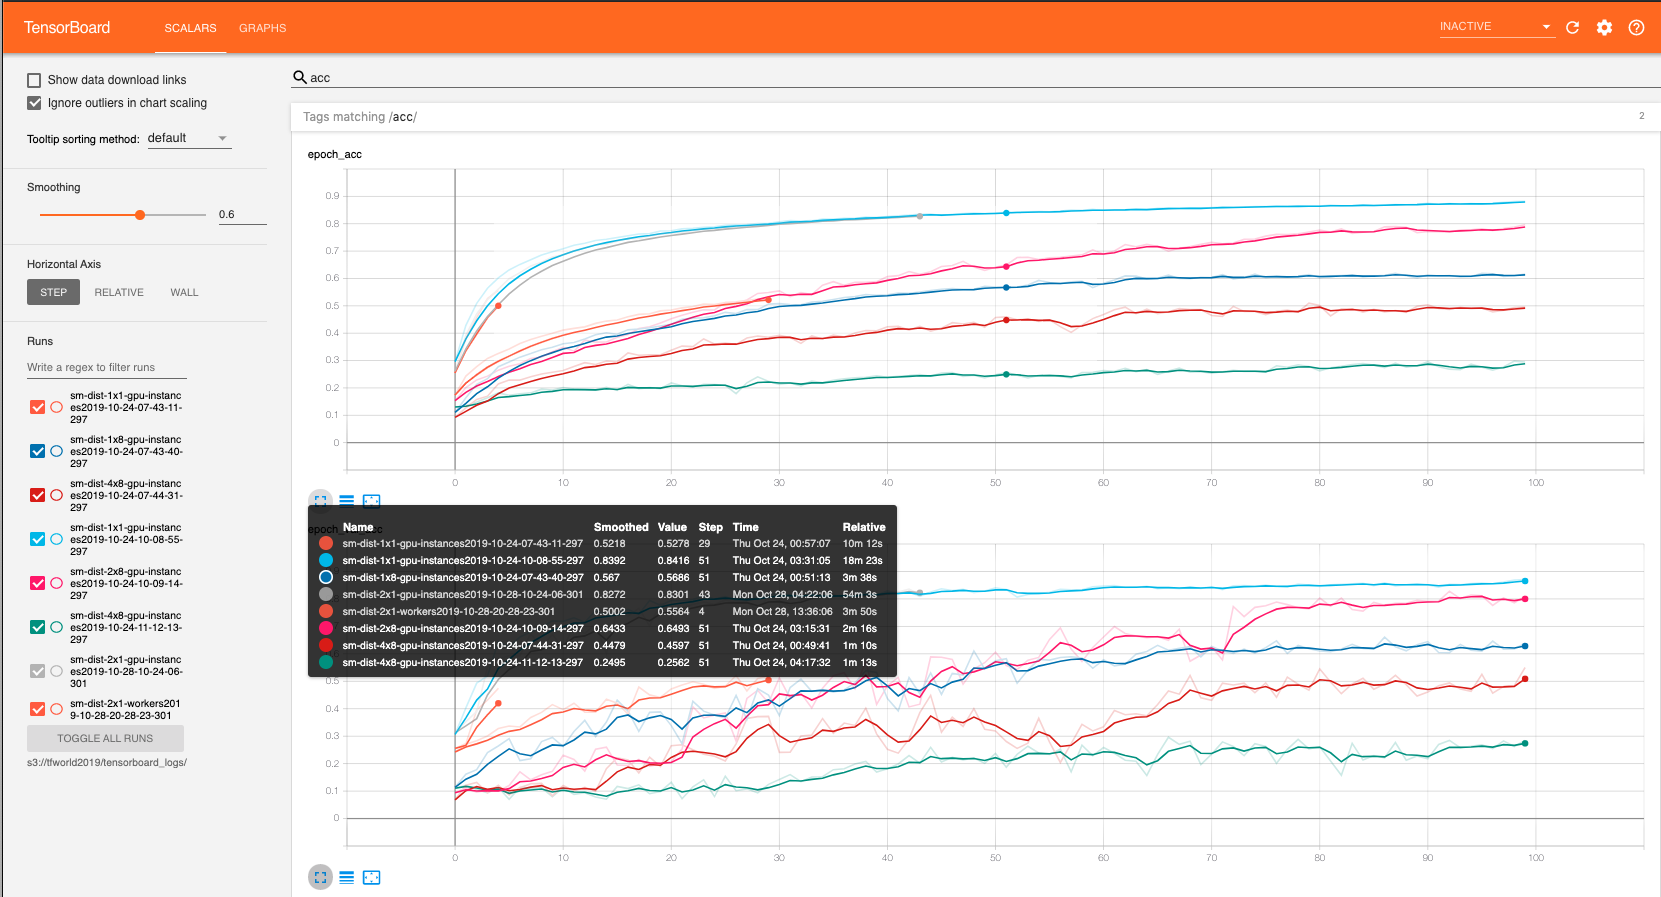 TensorBoard SCALARS GRAPHS INACTIVE
Show data download links
Ignore outliers in chart scaling
Tooltip sorting method: default
Smoothing
0.6
Horizontal Axis
STEP RELATIVE WALL
Runs
Write a regex to filter runs
sm-dist-1x1-gpu-instanc
es2019-10-24-07-43-11-
297
sm-dist-1x8-gpu-instanc
es2019-10-24-07-43-40-
297
sm-dist-4x8-gpu-instanc
es2019-10-24-07-44-31-
297
sm-dist-1x1-gpu-instanc
es2019-10-24-10-08-55-
297
sm-dist-2x8-gpu-instanc
es2019-10-24-10-09-14-
297
sm-dist-4x8-gpu-instanc
es2019-10-24-11-12-13-
297
sm-dist-2x1-gpu-instanc
es2019-10-28-10-24-06-
301
sm-dist-2x1-workers201
9-10-28-20-28-23-301
TOGGLE ALL RUNS
s3://tfworld2019/tensorboard_logs/
acc
Tags matching /acc/ 2
epoch_acc
0.9
0.8
0.7
0.6
0.5
0.4
0.3
0.2
0.1
0
0 10 20 30 40 50 60 70 80 90 100
epoch_val_acc
Name Smoothed Value Step Time Relative
sm-dist-1x1-gpu-instances2019-10-24-07-43-11-297 0.5218 0.5278 29 Thu Oct 24, 00:57:07 10m 12s
sm-dist-1x1-gpu-instances2019-10-24-10-08-55-297 0.8392 0.8416 51 Thu Oct 24, 03:31:05 18m 23s
sm-dist-1x8-gpu-instances2019-10-24-07-43-40-297 0.567 0.5686 51 Thu Oct 24, 00:51:13 3m 38s
sm-dist-2x1-gpu-instances2019-10-28-10-24-06-301 0.8272 0.8301 43 Mon Oct 28, 04:22:06 54m 3s
sm-dist-2x1-workers2019-10-28-20-28-23-301 0.5002 0.5564 4 Mon Oct 28, 13:36:06 3m 50s
sm-dist-2x8-gpu-instances2019-10-24-10-09-14-297 0.6433 0.6493 51 Thu Oct 24, 03:15:31 2m 16s
sm-dist-4x8-gpu-instances2019-10-24-07-44-31-297 0.4479 0.4597 51 Thu Oct 24, 00:49:41 1m 10s
sm-dist-4x8-gpu-instances2019-10-24-11-12-13-297 0.2495 0.2562 51 Thu Oct 24, 04:17:32 1m 13s
0.5
0.4
0.3
0.2
0.1
0
0 10 20 30 40 50 60 70 80 90 100